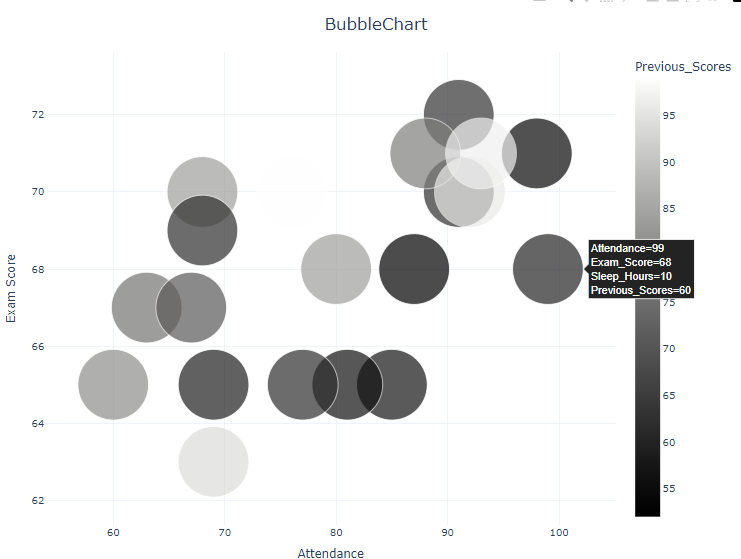 BubbleChart
Previous_Scores
95
90
85
75
70
65
60
55
72
70
68
66
64
62
Exam Score
Attendance=99
Exam_Score=68
Sleep_Hours=10
Previous_Scores=60
60
70
80
90
100
Attendance